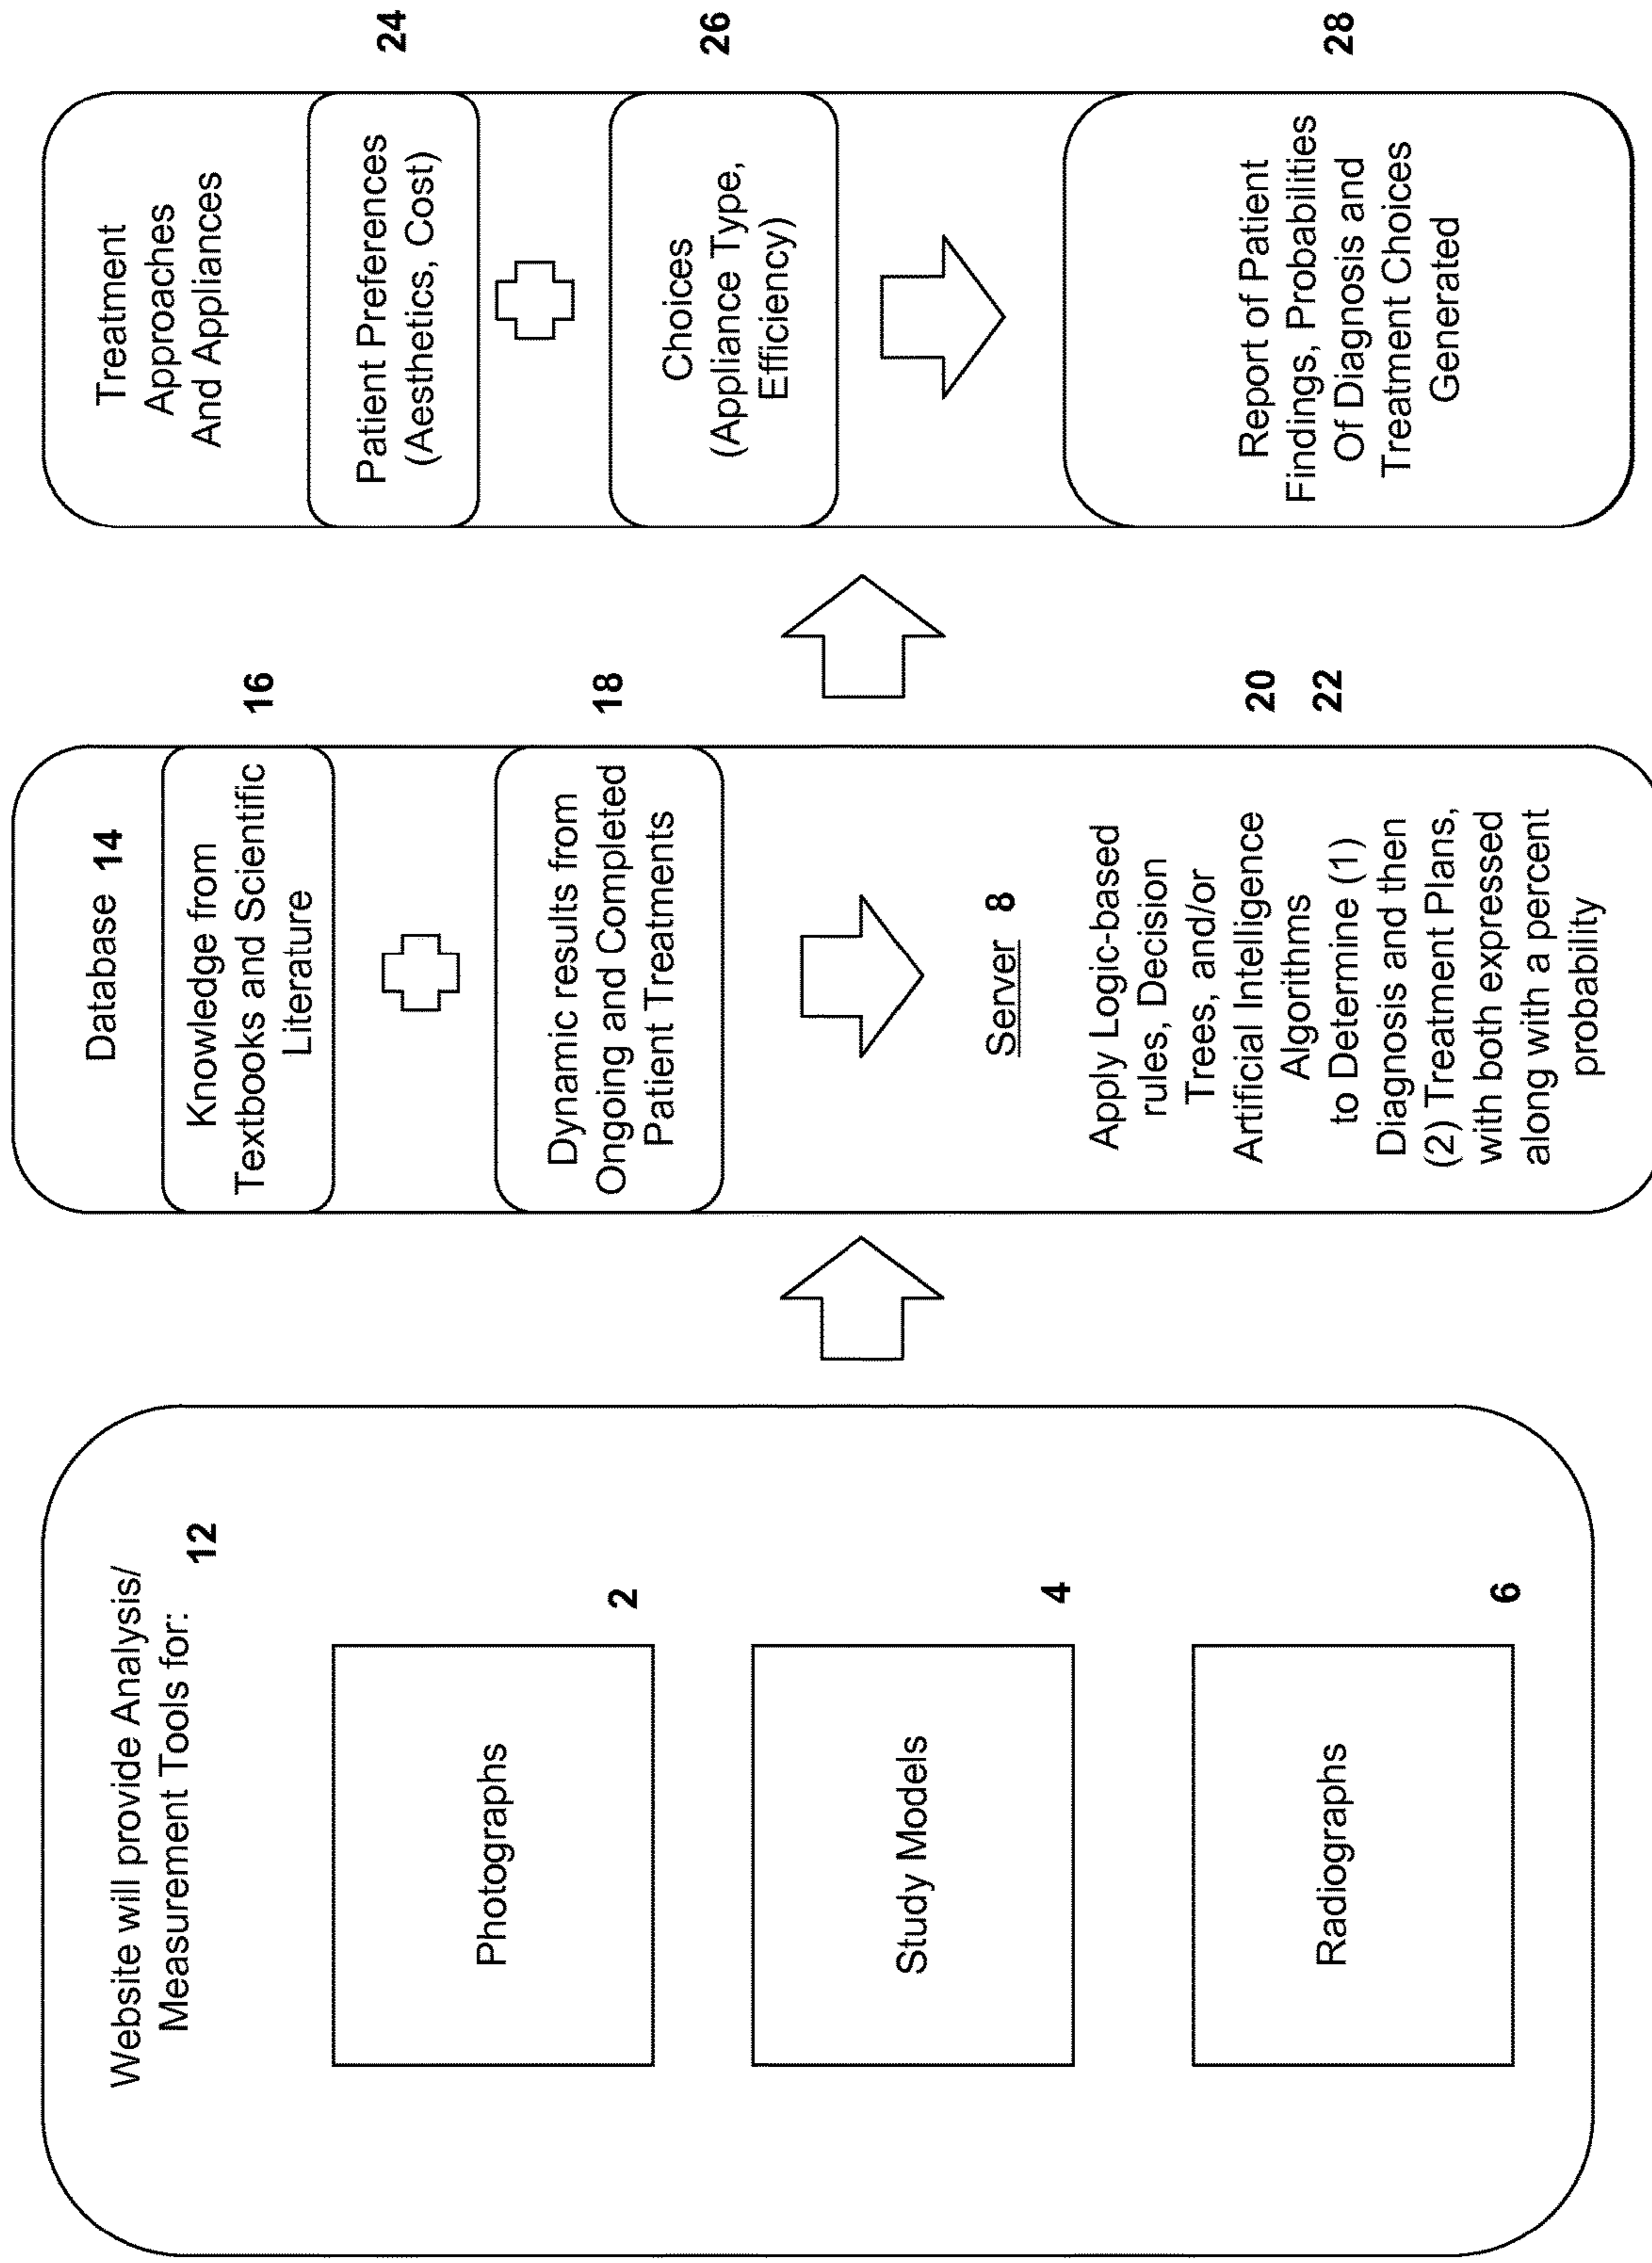 Website will provide Analysis/
Measurement Tools for:
12
Photographs
2
Study Models
4
Radiographs
6
Database 14
Knowledge from
Textbooks and Scientific
Literature
16
Dynamic results from
Ongoing and Completed
Patient Treatments
18
Server 8
Apply Logic-based
rules, Decision
Trees, and/or
Artificial Intelligence
Algorithms
to Determine (1)
Diagnosis and then
(2) Treatment Plans,
with both expressed
along with a percent
probability
20
22
Treatment
Approaches
And Appliances
Patient Preferences
(Aesthetics, Cost)
24
Choices
(Appliance Type,
Efficiency)
26
Report of Patient
Findings, Probabilities
Of Diagnosis and
Treatment Choices
Generated
28